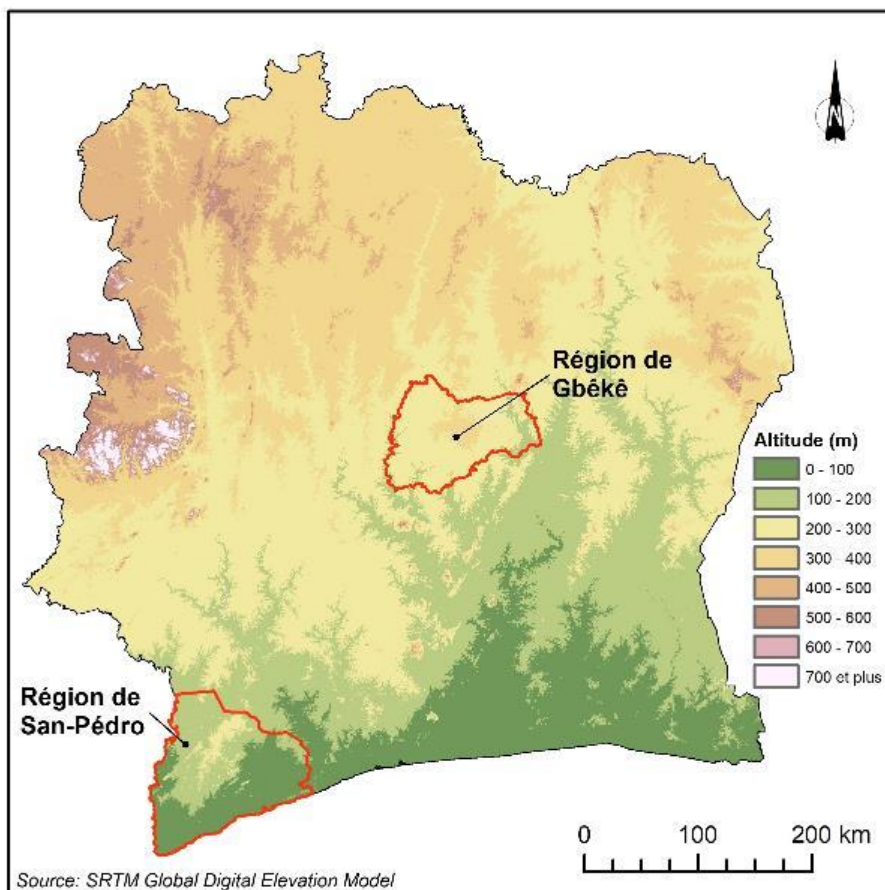 N
Région de
Gbêkê
Altitude (m)
0 - 100
100 - 200
200 - 300
300 - 400
400 - 500
500 - 600
600 - 700
700 et plus
Région de
San-Pédro
0 100 200 km
Source: SRTM Global Digital Elevation Model